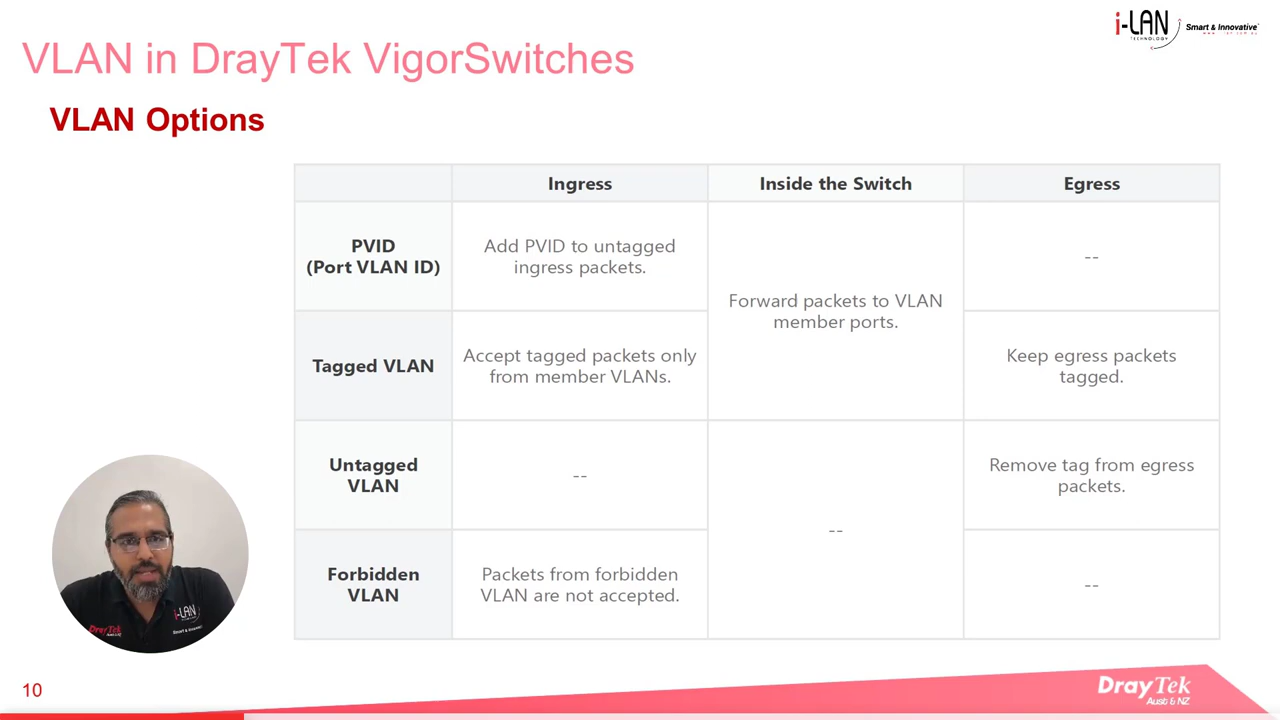 i-LAN
TECHNOLOGY
Smart & Innovative
VLAN in DrayTek VigorSwitches
VLAN Options
Ingress
Inside the Switch
Egress
PVID
(Port VLAN ID)
Add PVID to untagged
ingress packets.
Forward packets to VLAN
member ports.
--
Tagged VLAN
Accept tagged packets only
from member VLANs.
Keep egress packets
tagged.
Untagged
VLAN
--
--
Remove tag from egress
packets.
Forbidden
VLAN
Packets from forbidden
VLAN are not accepted.
--
i-LAN
DrayTek
10
DrayTek
Aust & NZ